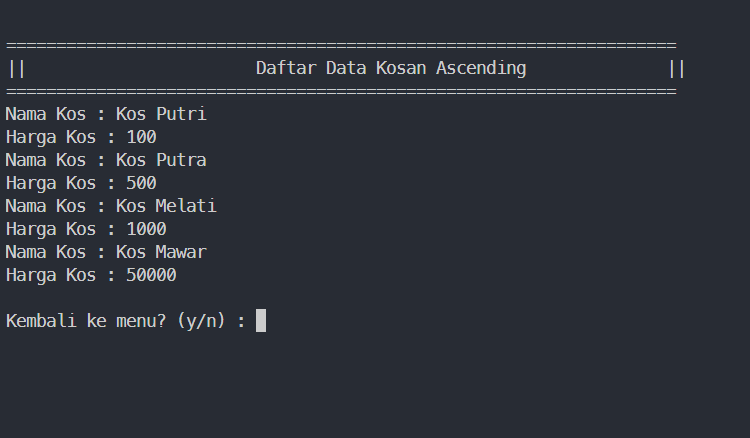 ===================================================================
||                       Daftar Data Kosan Ascending              ||
===================================================================
Nama Kos : Kos Putri
Harga Kos : 100
Nama Kos : Kos Putra
Harga Kos : 500
Nama Kos : Kos Melati
Harga Kos : 1000
Nama Kos : Kos Mawar
Harga Kos : 50000
Kembali ke menu? (y/n) :